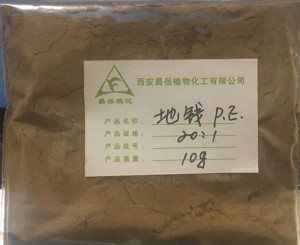 西安昌岳植物化工有限公司
昌岳植化
产品名称: 地钱 P.E.
产品规格: 20:1
产品批号:
产品重量: 10g